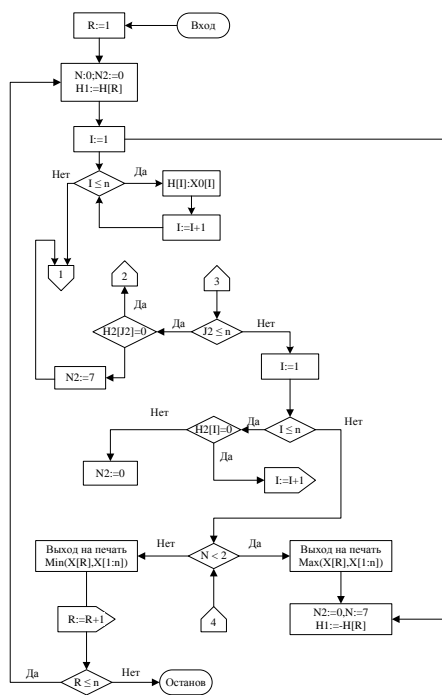 R:=1
Вход
N:0;N2:=0
H1:=H[R]
I:=1
Нет
Да
I ≤ n
H[I]:X0[I]
I:=I+1
1
2
3
Да
H2[J2]=0
Да
J2 ≤ n
Нет
N2:=7
I:=1
Нет
Да
Нет
H2[I]=0
I ≤ n
Да
N2:=0
I:=I+1
Выход на печать
Min(X[R],X[1:n])
Нет
N < 2
Да
Выход на печать
Max(X[R],X[1:n])
R:=R+1
4
N2:=0,N:=7
H1:=-H[R]
Да
R ≤ n
Нет
Останов